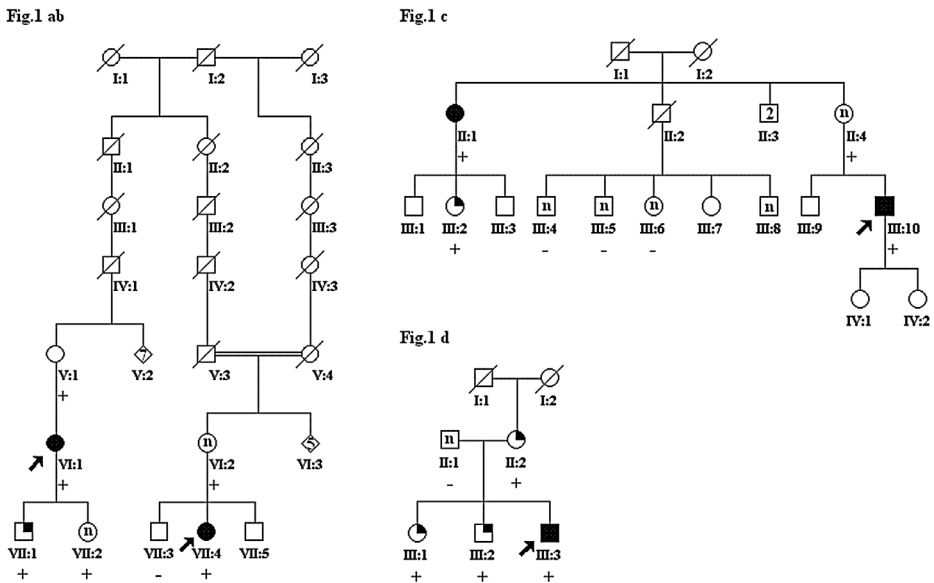 Fig.1 ab
I:1 I:2 I:3
II:1 II:2 II:3
III:1 III:2 III:3
IV:1 IV:2 IV:3
7
V:1 V:2 V:3 V:4
+
n 5
VI:1 VI:2 VI:3
+ +
n
VII:1 VII:2 VII:3 VII:4 VII:5
+ + - +
Fig.1 c
I:1 I:2
2 n
II:1 II:2 II:3 II:4
+ +
n n n n
III:1 III:2 III:3 III:4 III:5 III:6 III:7 III:8 III:9 III:10
+ - - - +
IV:1 IV:2
Fig.1 d
I:1 I:2
n
II:1 II:2
- +
III:1 III:2 III:3
+ + +